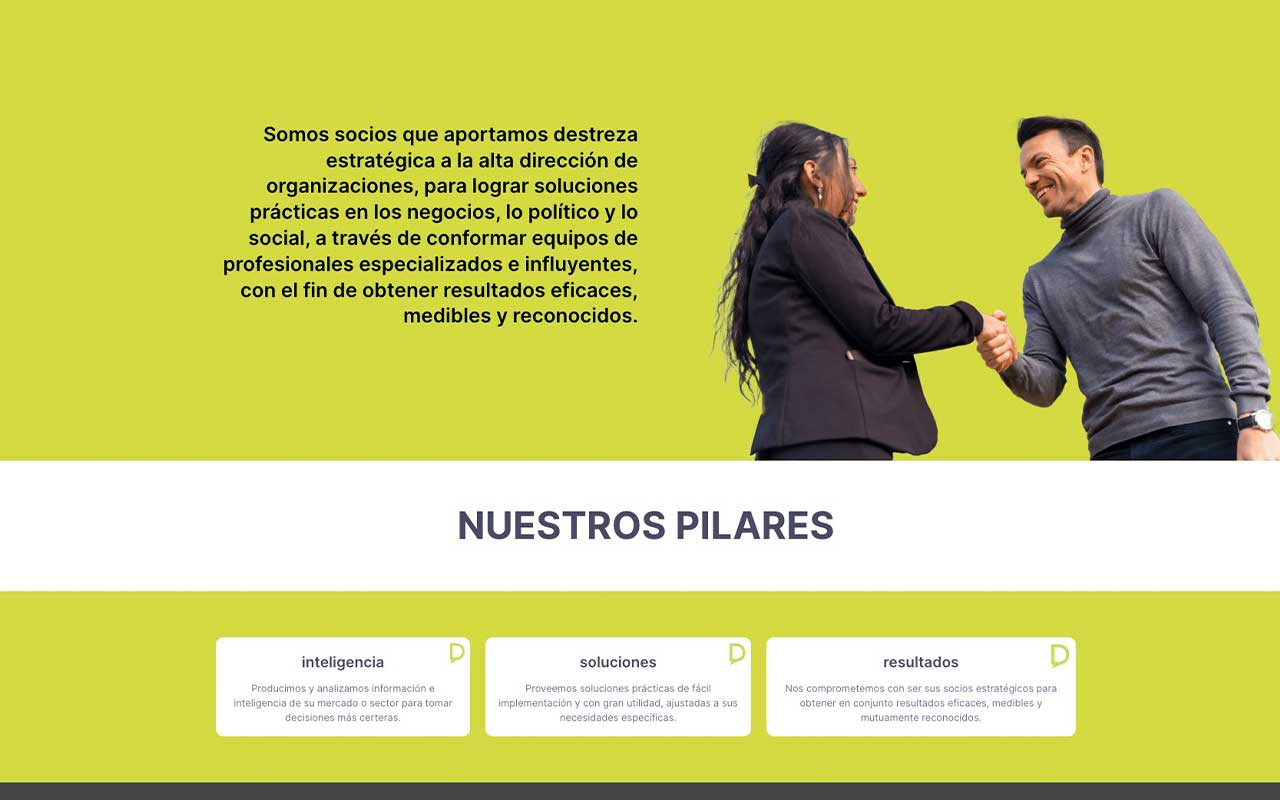 Somos socios que aportamos destreza
estratégica a la alta dirección de
organizaciones, para lograr soluciones
prácticas en los negocios, lo político y lo
social, a través de conformar equipos de
profesionales especializados e influyentes,
con el fin de obtener resultados eficaces,
medibles y reconocidos.
NUESTROS PILARES
inteligencia
Producimos y analizamos información e
inteligencia de su mercado o sector para tomar
decisiones más certeras.
soluciones
Proveemos soluciones prácticas de fácil
implementación y con gran utilidad, ajustadas a sus
necesidades específicas.
resultados
Nos comprometemos con ser sus socios estratégicos para
obtener en conjunto resultados eficaces, medibles y
mutuamente reconocidos.